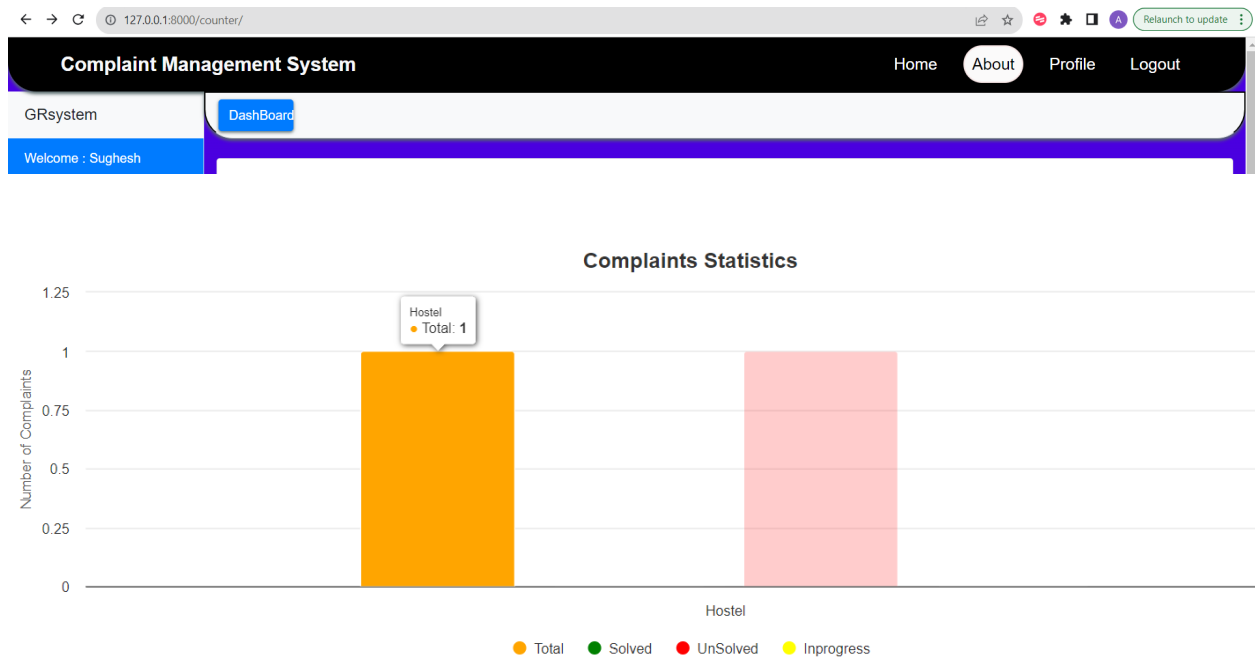 127.0.0.1:8000/counter/
A
Relaunch to update
Complaint Management System
Home About Profile Logout
GRsystem
DashBoard
Welcome : Sughesh
Complaints Statistics
1.25
Hostel
Total: 1
1
0.75
Number of Complaints
0.5
0.25
0
Hostel
Total Solved UnSolved Inprogress